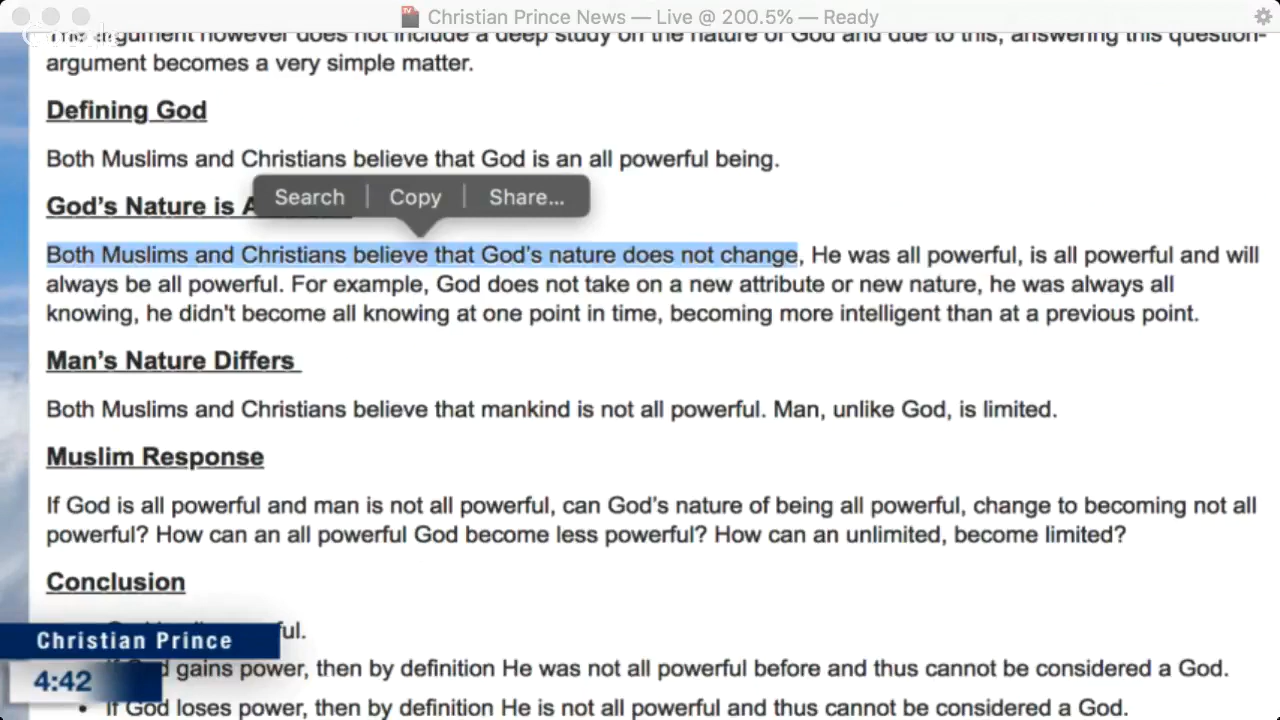 Christian Prince News — Live @ 200.5% — Ready
argument however does not include a deep study on the nature of God and due to this, answering this question-
argument becomes a very simple matter.
Defining God
Both Muslims and Christians believe that God is an all powerful being.
Search | Copy | Share...
God's Nature is
Both Muslims and Christians believe that God's nature does not change, He was all powerful, is all powerful and will
always be all powerful. For example, God does not take on a new attribute or new nature, he was always all
knowing, he didn't become all knowing at one point in time, becoming more intelligent than at a previous point.
Man's Nature Differs
Both Muslims and Christians believe that mankind is not all powerful. Man, unlike God, is limited.
Muslim Response
If God is all powerful and man is not all powerful, can God's nature of being all powerful, change to becoming not all
powerful? How can an all powerful God become less powerful? How can an unlimited, become limited?
Conclusion
Christian Prince
gains power, then by definition He was not all powerful before and thus cannot be considered a God.
4:42
• If God loses power, then by definition He is not all powerful and thus cannot be considered a God.